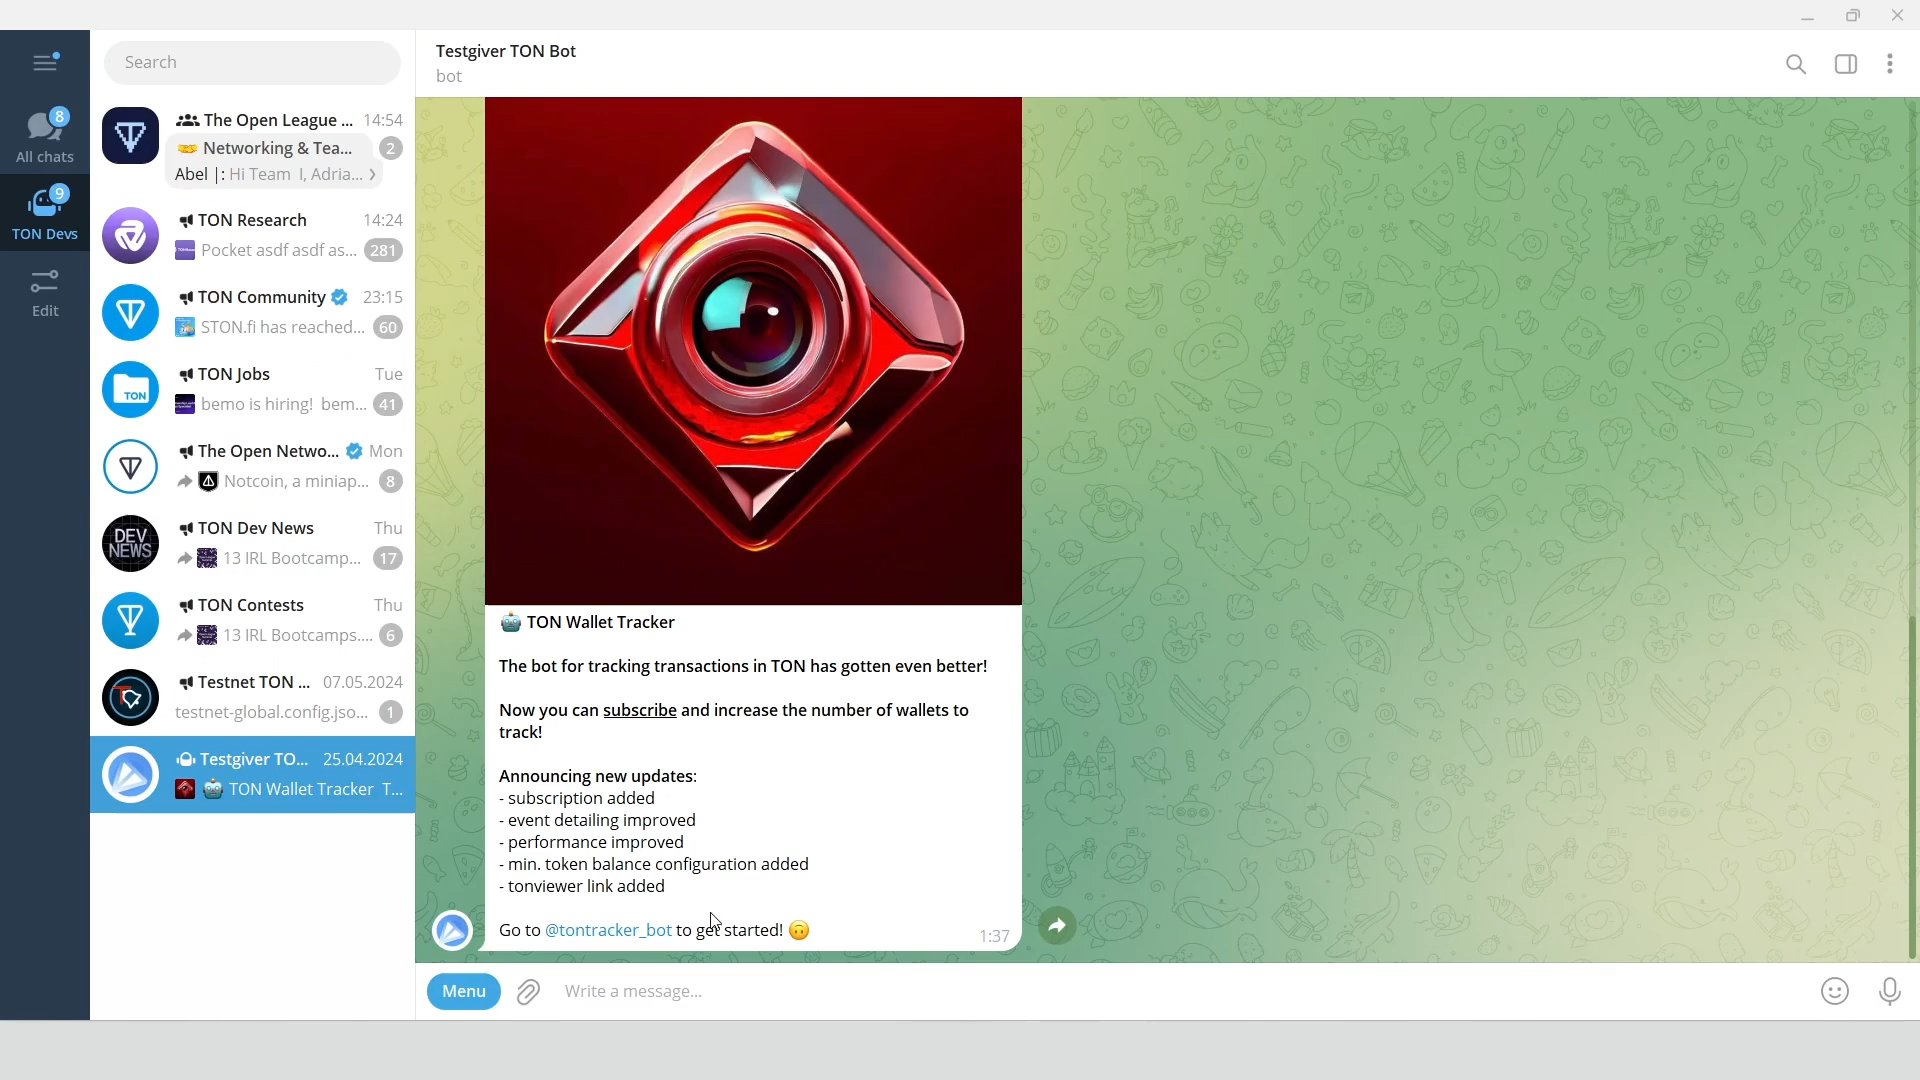 Search
8
All chats
9
TON Devs
Edit
The Open League ... 14:54
🤝 Networking & Tea... 2
Abel |: Hi Team I, Adria... >
TON Research 14:24
Pocket asdf asdf as... 281
TON Community 23:15
STON.fi has reached... 60
TON Jobs Tue
TON
bemo is hiring! bem... 41
The Open Netwo... Mon
Notcoin, a miniap... 8
TON Dev News Thu
DEV
NEWS
13 IRL Bootcamp... 17
TON Contests Thu
13 IRL Bootcamps.... 6
Testnet TON ... 07.05.2024
testnet-global.config.jso... 1
Testgiver TO... 25.04.2024
🤖 TON Wallet Tracker T...
Testgiver TON Bot
bot
🤖 TON Wallet Tracker
The bot for tracking transactions in TON has gotten even better!
Now you can subscribe and increase the number of wallets to
track!
Announcing new updates:
- subscription added
- event detailing improved
- performance improved
- min. token balance configuration added
- tonviewer link added
Go to @tontracker_bot to get started! 🙃
1:37
Menu
Write a message...